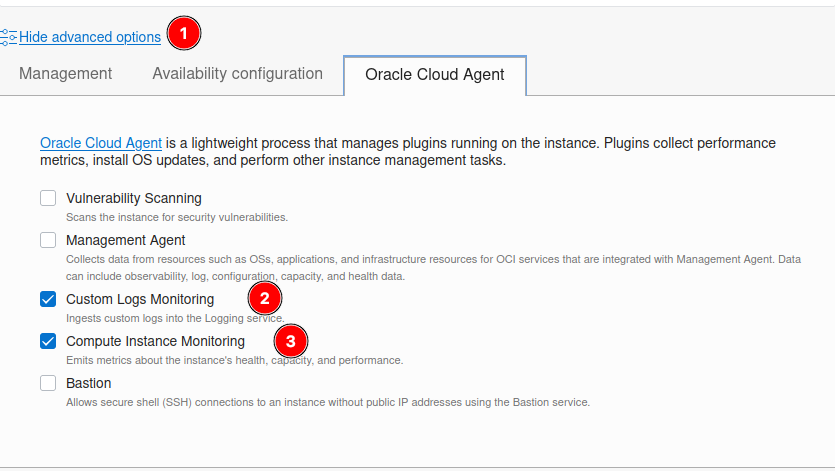 Hide advanced options 1
Management Availability configuration Oracle Cloud Agent
Oracle Cloud Agent is a lightweight process that manages plugins running on the instance. Plugins collect performance
metrics, install OS updates, and perform other instance management tasks.
Vulnerability Scanning
Scans the instance for security vulnerabilities.
Management Agent
Collects data from resources such as OSs, applications, and infrastructure resources for OCI services that are integrated with Management Agent. Data
can include observability, log, configuration, capacity, and health data.
Custom Logs Monitoring 2
Ingests custom logs into the Logging service.
Compute Instance Monitoring 3
Emits metrics about the instance's health, capacity, and performance.
Bastion
Allows secure shell (SSH) connections to an instance without public IP addresses using the Bastion service.